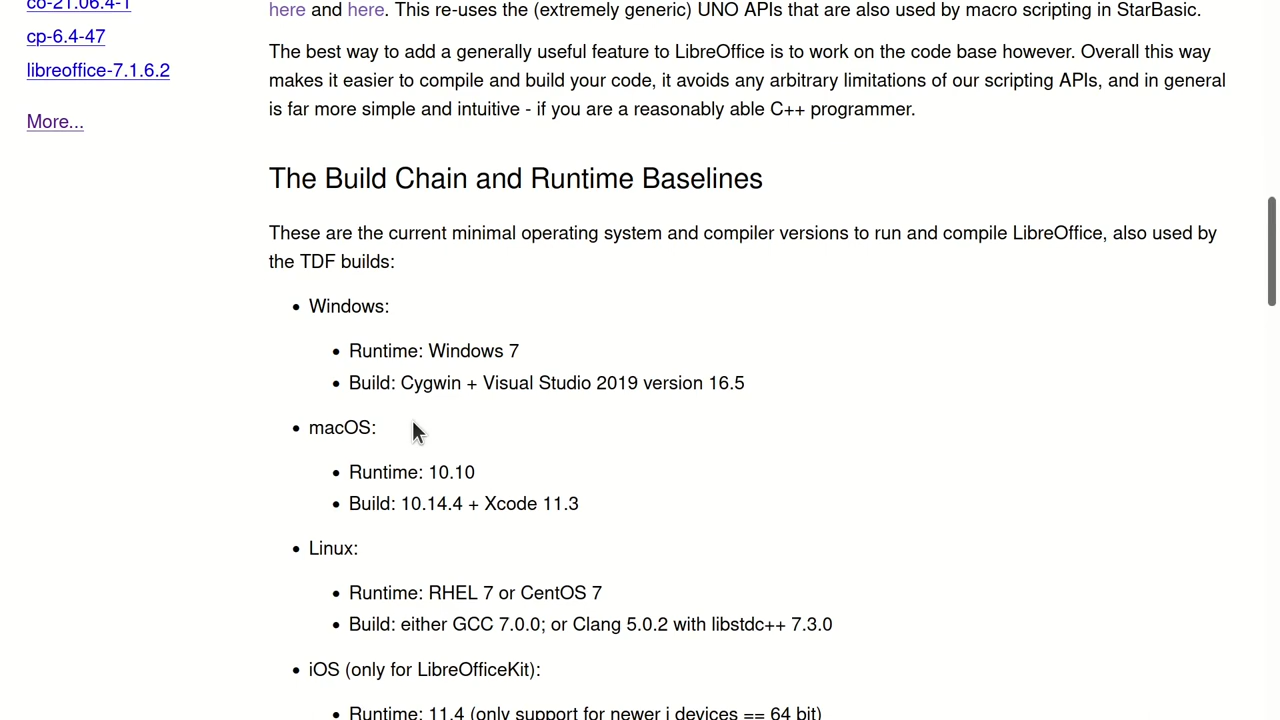 co-21.06.4-1
cp-6.4-47
libreoffice-7.1.6.2
More...
here and here. This re-uses the (extremely generic) UNO APIs that are also used by macro scripting in StarBasic.
The best way to add a generally useful feature to LibreOffice is to work on the code base however. Overall this way
makes it easier to compile and build your code, it avoids any arbitrary limitations of our scripting APIs, and in general
is far more simple and intuitive - if you are a reasonably able C++ programmer.
The Build Chain and Runtime Baselines
These are the current minimal operating system and compiler versions to run and compile LibreOffice, also used by
the TDF builds:
• Windows:
• Runtime: Windows 7
• Build: Cygwin + Visual Studio 2019 version 16.5
• macOS:
• Runtime: 10.10
• Build: 10.14.4 + Xcode 11.3
• Linux:
• Runtime: RHEL 7 or CentOS 7
• Build: either GCC 7.0.0; or Clang 5.0.2 with libstdc++ 7.3.0
• iOS (only for LibreOfficeKit):
• Runtime: 11.4 (only support for newer i devices == 64 bit)